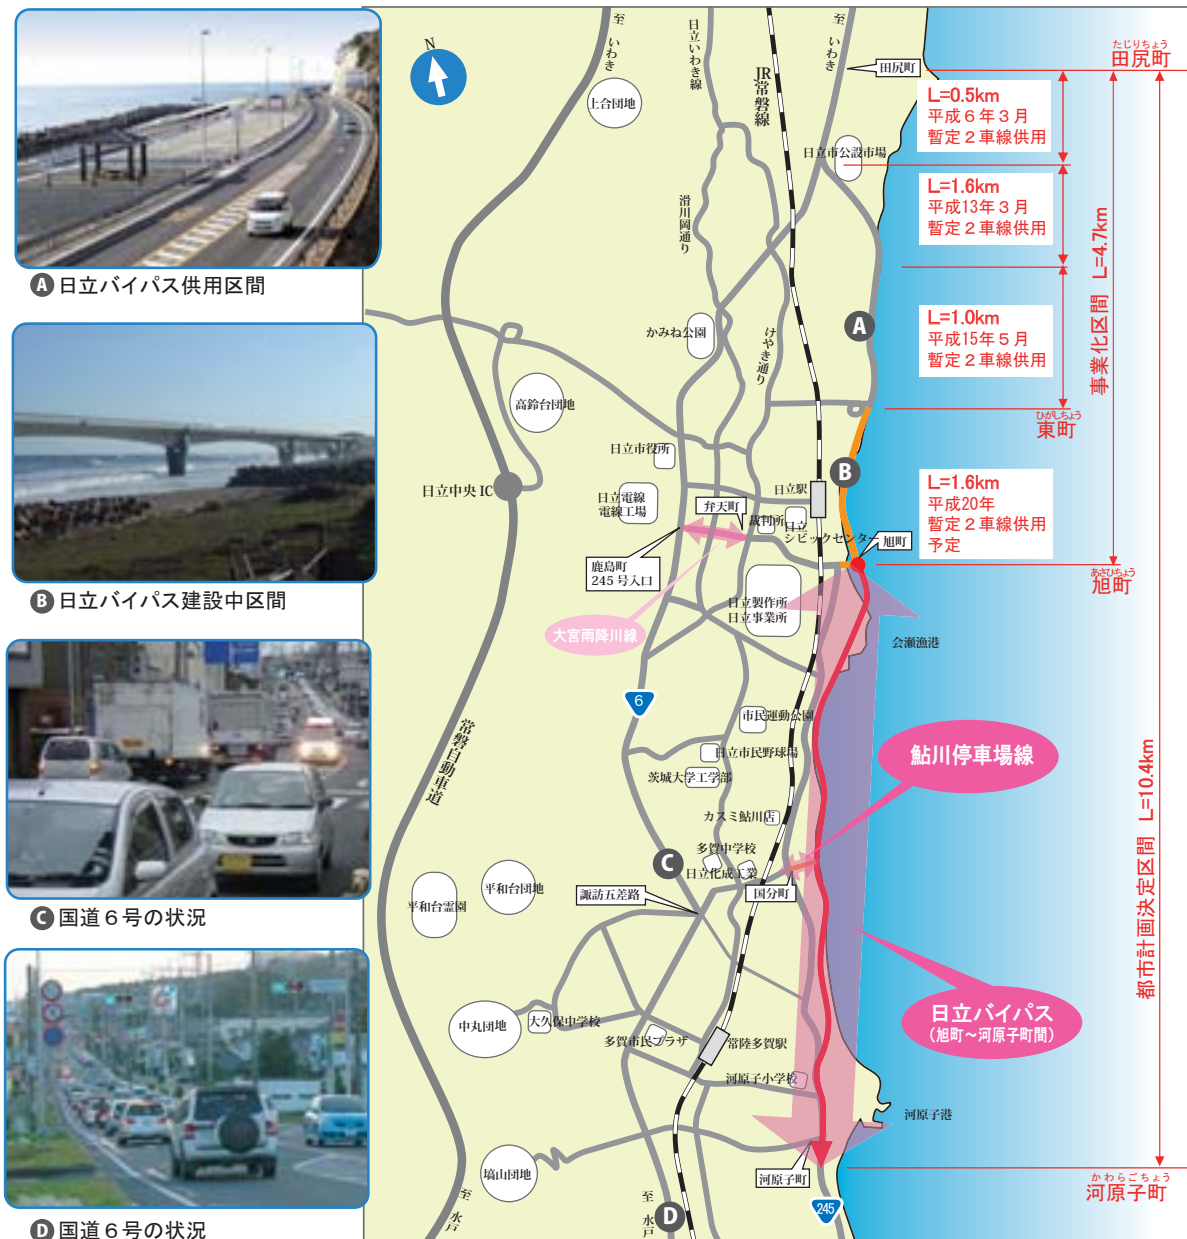 A 日立バイパス供用区間
B 日立バイパス建設中区間
C 国道６号の状況
D 国道６号の状況
N
至 いわき
日立いわき線
JR常磐線
至 いわき
田尻町
上合団地
日立市公設市場
滑川岡通り
かみね公園
けやき通り
A
高鈴台団地
日立市役所
日立中央IC
日立電線
電線工場
弁天町
日立駅
B
裁判所
日立
シビックセンター
旭町
鹿島町
245号入口
大宮雨降川線
日立製作所
日立事業所
会瀬漁港
6
常磐自動車道
市民運動公園
日立市民野球場
茨城大学工学部
鮎川停車場線
カスミ鮎川店
C
多賀中学校
日立化成工業
平和台霊園
平和台団地
諏訪五差路
国分町
中丸団地
大久保中学校
多賀市民プラザ
常陸多賀駅
日立バイパス
(旭町～河原子町間)
河原子小学校
河原子港
塙山団地
河原子町
至 水戸
至 水戸
D
245
たじりちょう
田尻町
L=0.5km
平成６年３月
暫定２車線供用
L=1.6km
平成13年３月
暫定２車線供用
L=1.0km
平成15年５月
暫定２車線供用
ひがしちょう
東町
L=1.6km
平成20年
暫定２車線供用
予定
あさひちょう
旭町
事業化区間 L=4.7km
都市計画決定区間 L=10.4km
かわらごちょう
河原子町